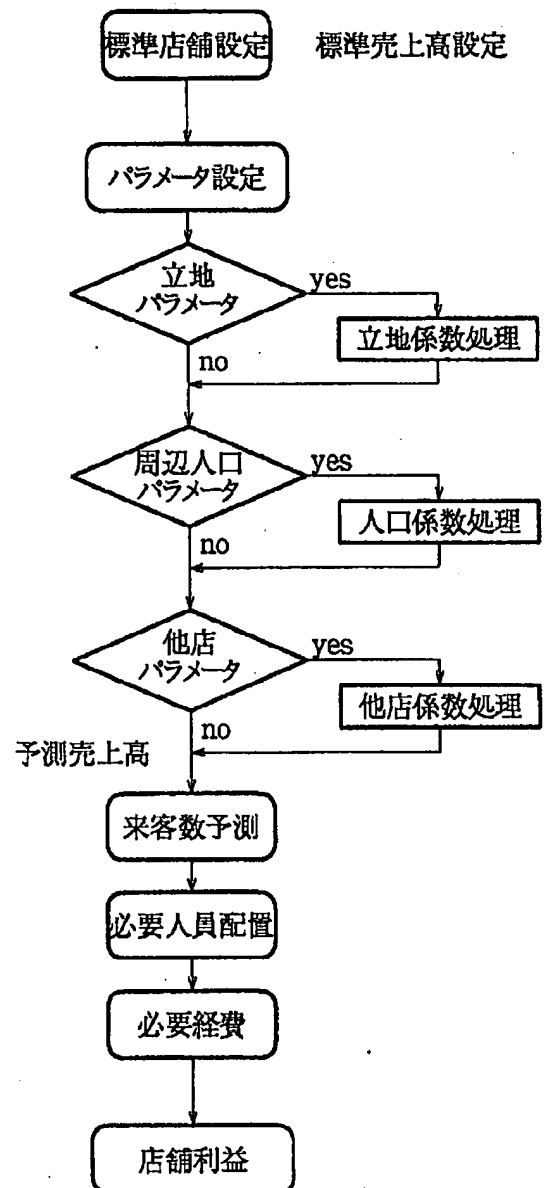 標準店舗設定
標準売上高設定
パラメータ設定
立地
パラメータ
yes
立地係数処理
no
周辺人口
パラメータ
yes
人口係数処理
no
他店
パラメータ
yes
他店係数処理
no
予測売上高
来客数予測
必要人員配置
必要経費
店舗利益